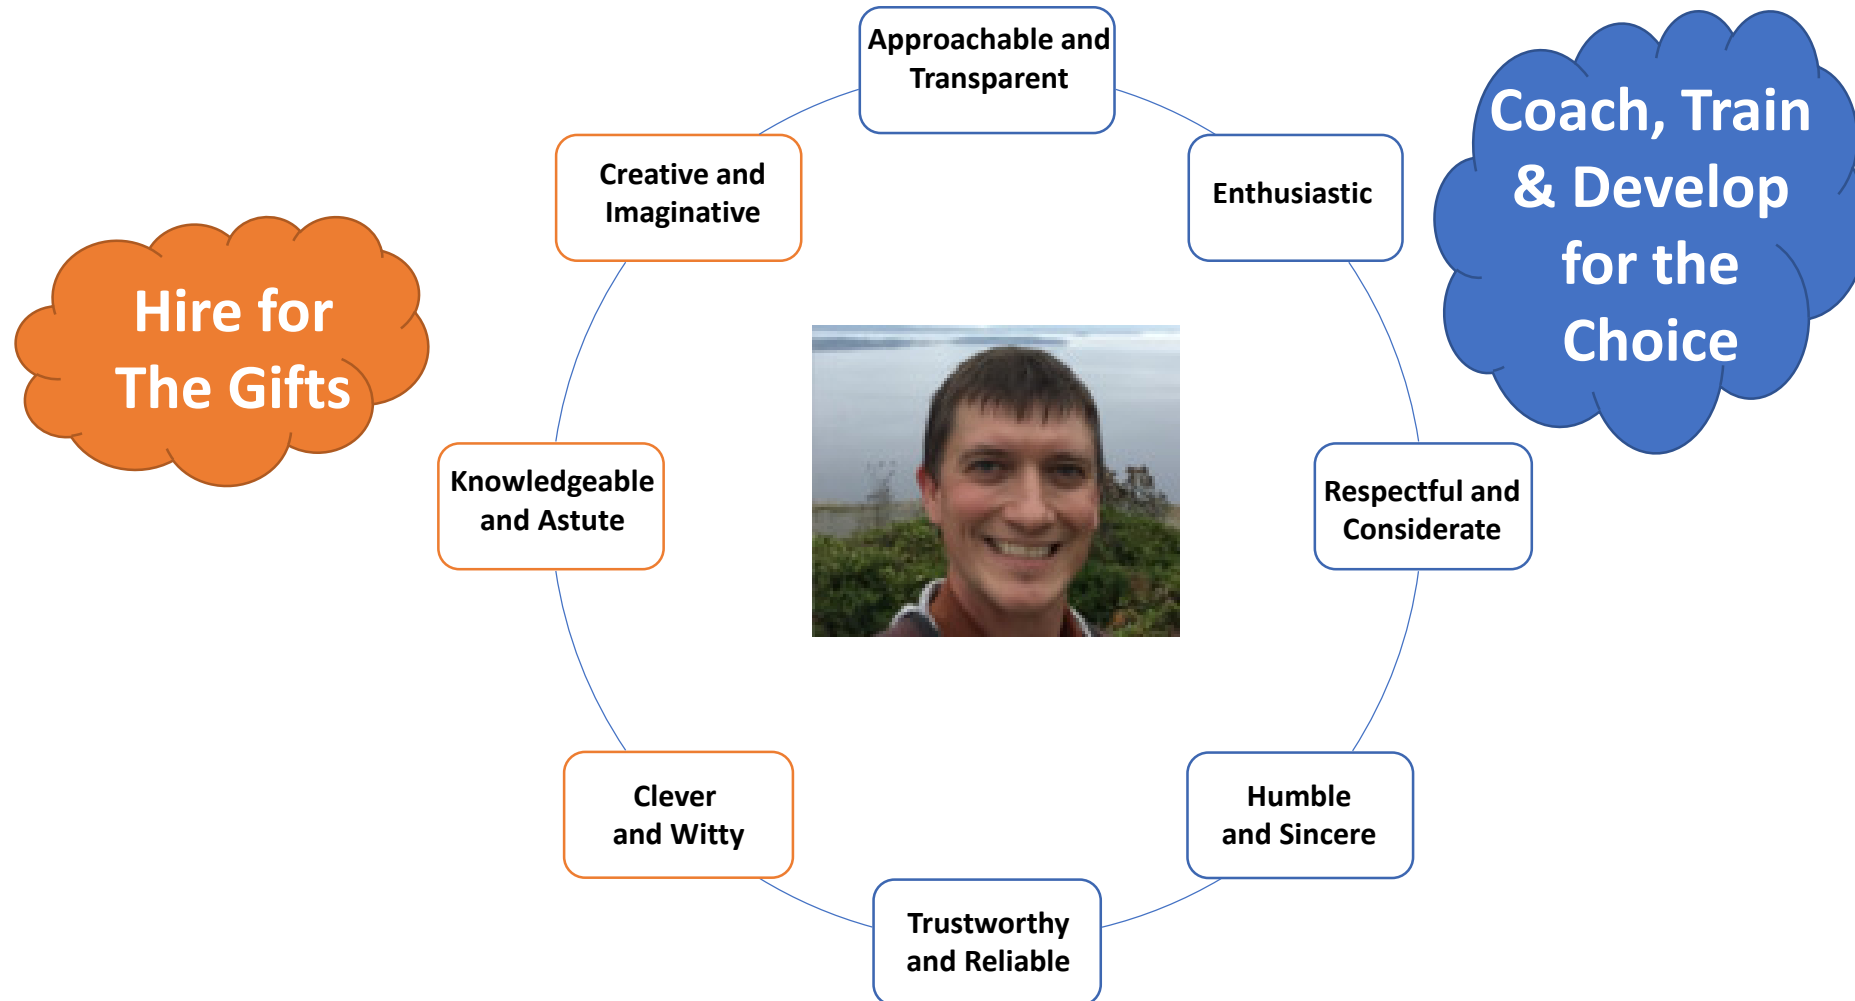 Approachable and
Transparent
Coach, Train
& Develop
for the
Choice
Creative and
Imaginative
Enthusiastic
Hire for
The Gifts
Knowledgeable
and Astute
Respectful and
Considerate
Clever
and Witty
Humble
and Sincere
Trustworthy
and Reliable